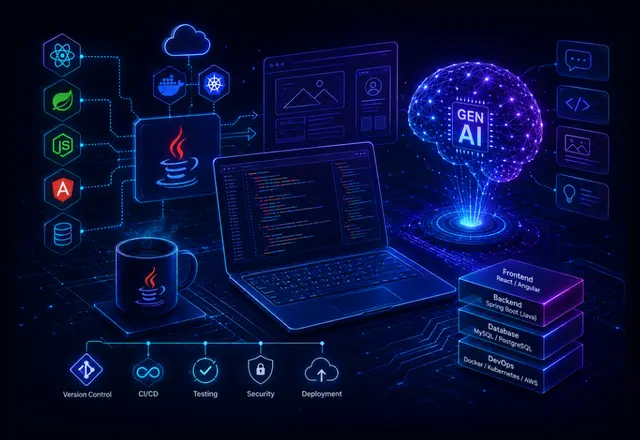 JS
A
GEN
AI
</>
Frontend
React / Angular
Backend
Spring Boot (Java)
Database
MySQL / PostgreSQL
DevOps
Docker / Kubernetes / AWS
Version Control
CI/CD
Testing
Security
Deployment